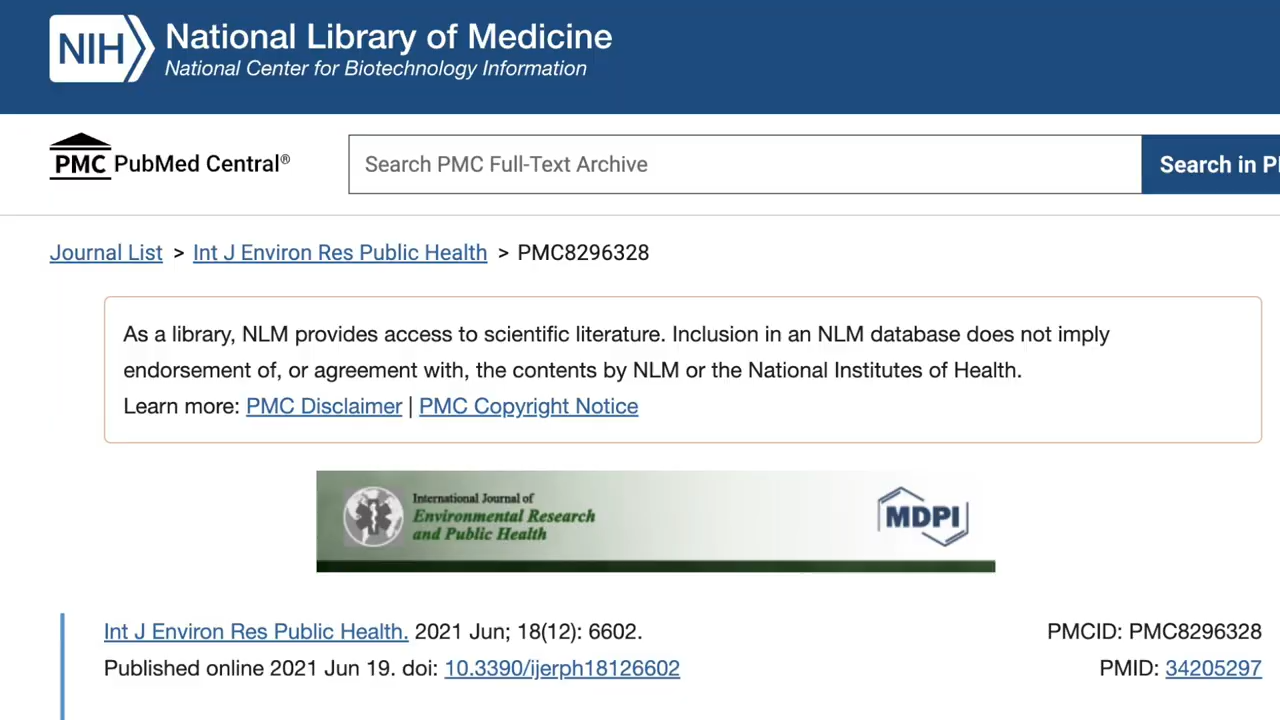 NIH National Library of Medicine
National Center for Biotechnology Information
PMC PubMed Central®
Search PMC Full-Text Archive
Search in P
Journal List > Int J Environ Res Public Health > PMC8296328
As a library, NLM provides access to scientific literature. Inclusion in an NLM database does not imply
endorsement of, or agreement with, the contents by NLM or the National Institutes of Health.
Learn more: PMC Disclaimer | PMC Copyright Notice
International Journal of
Environmental Research
and Public Health
MDPI
Int J Environ Res Public Health. 2021 Jun; 18(12): 6602.
PMCID: PMC8296328
Published online 2021 Jun 19. doi: 10.3390/ijerph18126602
PMID: 34205297